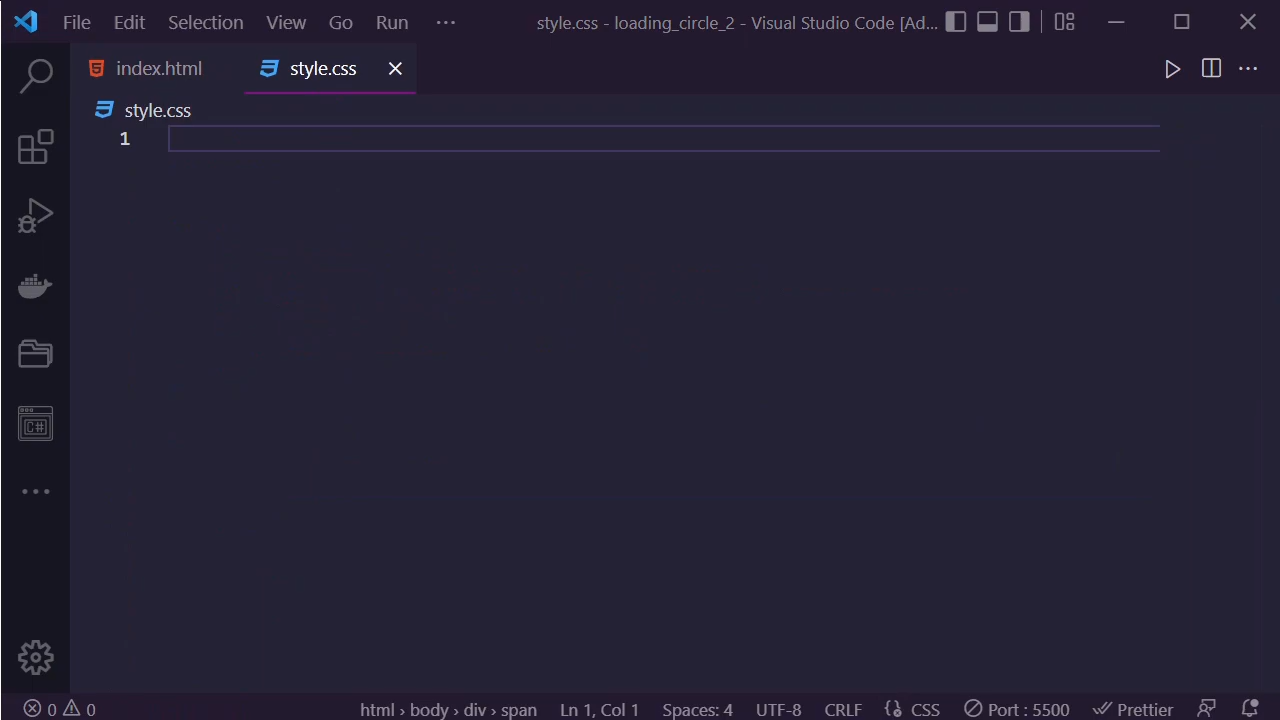 File Edit Selection View Go Run ··· style.css - loading_circle_2 - Visual Studio Code [Ad...
index.html style.css
style.css
1
C#
0 0 html › body › div › span Ln 1, Col 1 Spaces: 4 UTF-8 CRLF CSS Port : 5500 Prettier